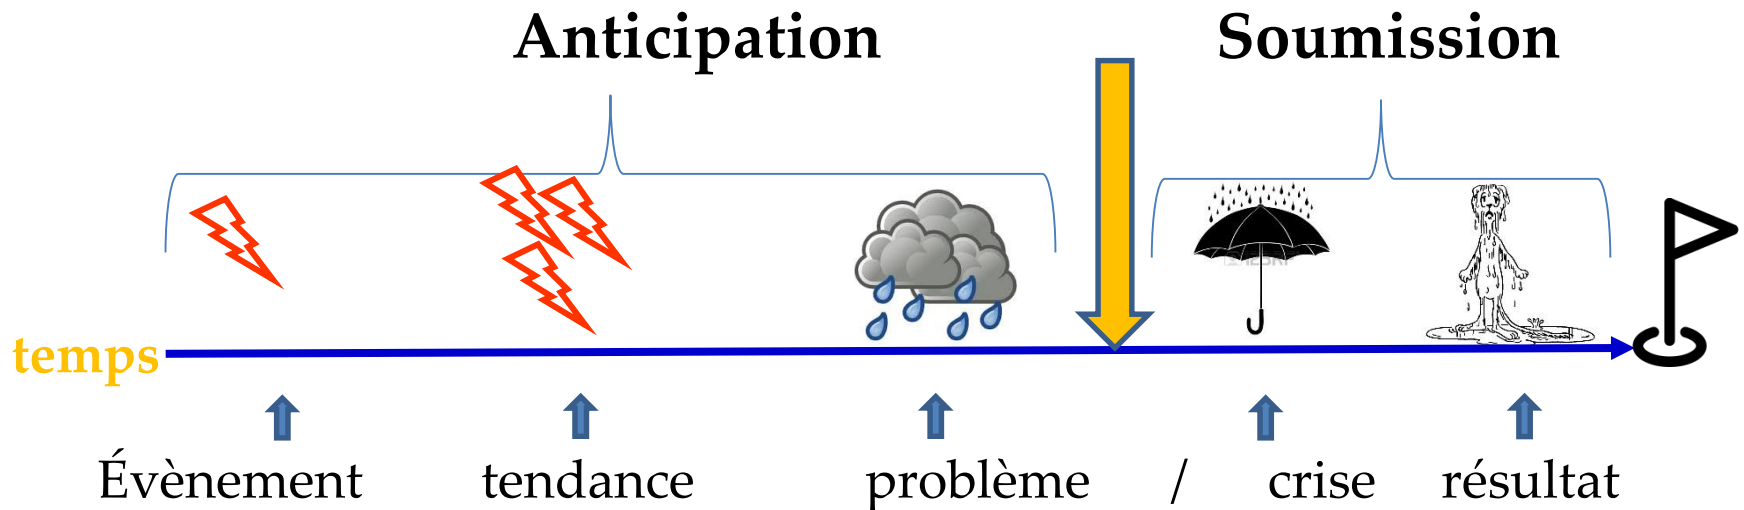 Anticipation Soumission
temps
Évènement tendance problème / crise résultat